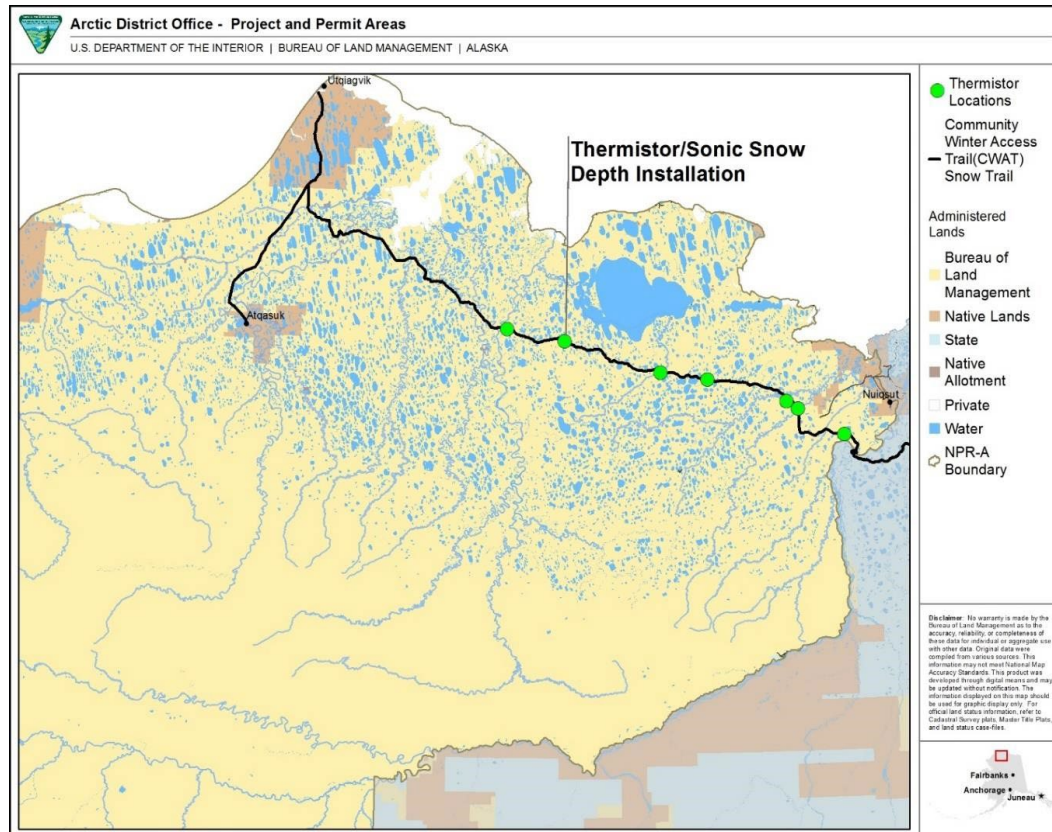 Arctic District Office - Project and Permit Areas
U.S. DEPARTMENT OF THE INTERIOR | BUREAU OF LAND MANAGEMENT | ALASKA
Utqiagvik
Thermistor/Sonic Snow
Depth Installation
Atqasuk
Nuiqsut
Thermistor
Locations
Community
Winter Access
Trail(CWAT)
Snow Trail
Administered
Lands
Bureau of
Land
Management
Native Lands
State
Native
Allotment
Private
Water
NPR-A
Boundary
Disclaimer: No warranty is made by the
Bureau of Land Management as to the
accuracy, reliability, or completeness of
these data for individual or aggregate use
with other data. Original data were
compiled from various sources. This
information may not meet National Map
Accuracy Standards. This product was
developed through digital means and may
be updated without notification. The
information displayed on this map should
be used for graphic display only. For
official land status information, refer to
Cadastral Survey plats, Master Title Plats,
and land status case-files.
Fairbanks
Anchorage
Juneau